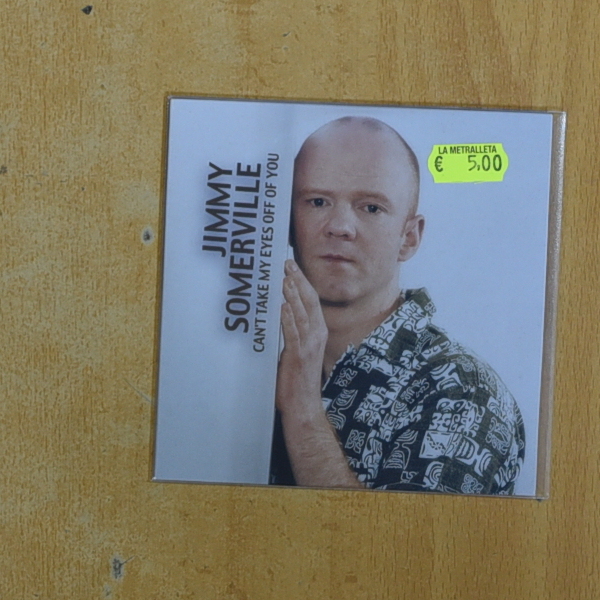 JIMMY
SOMERVILLE
CAN'T TAKE MY EYES OFF OF YOU
LA METRALLETA
€ 5,00